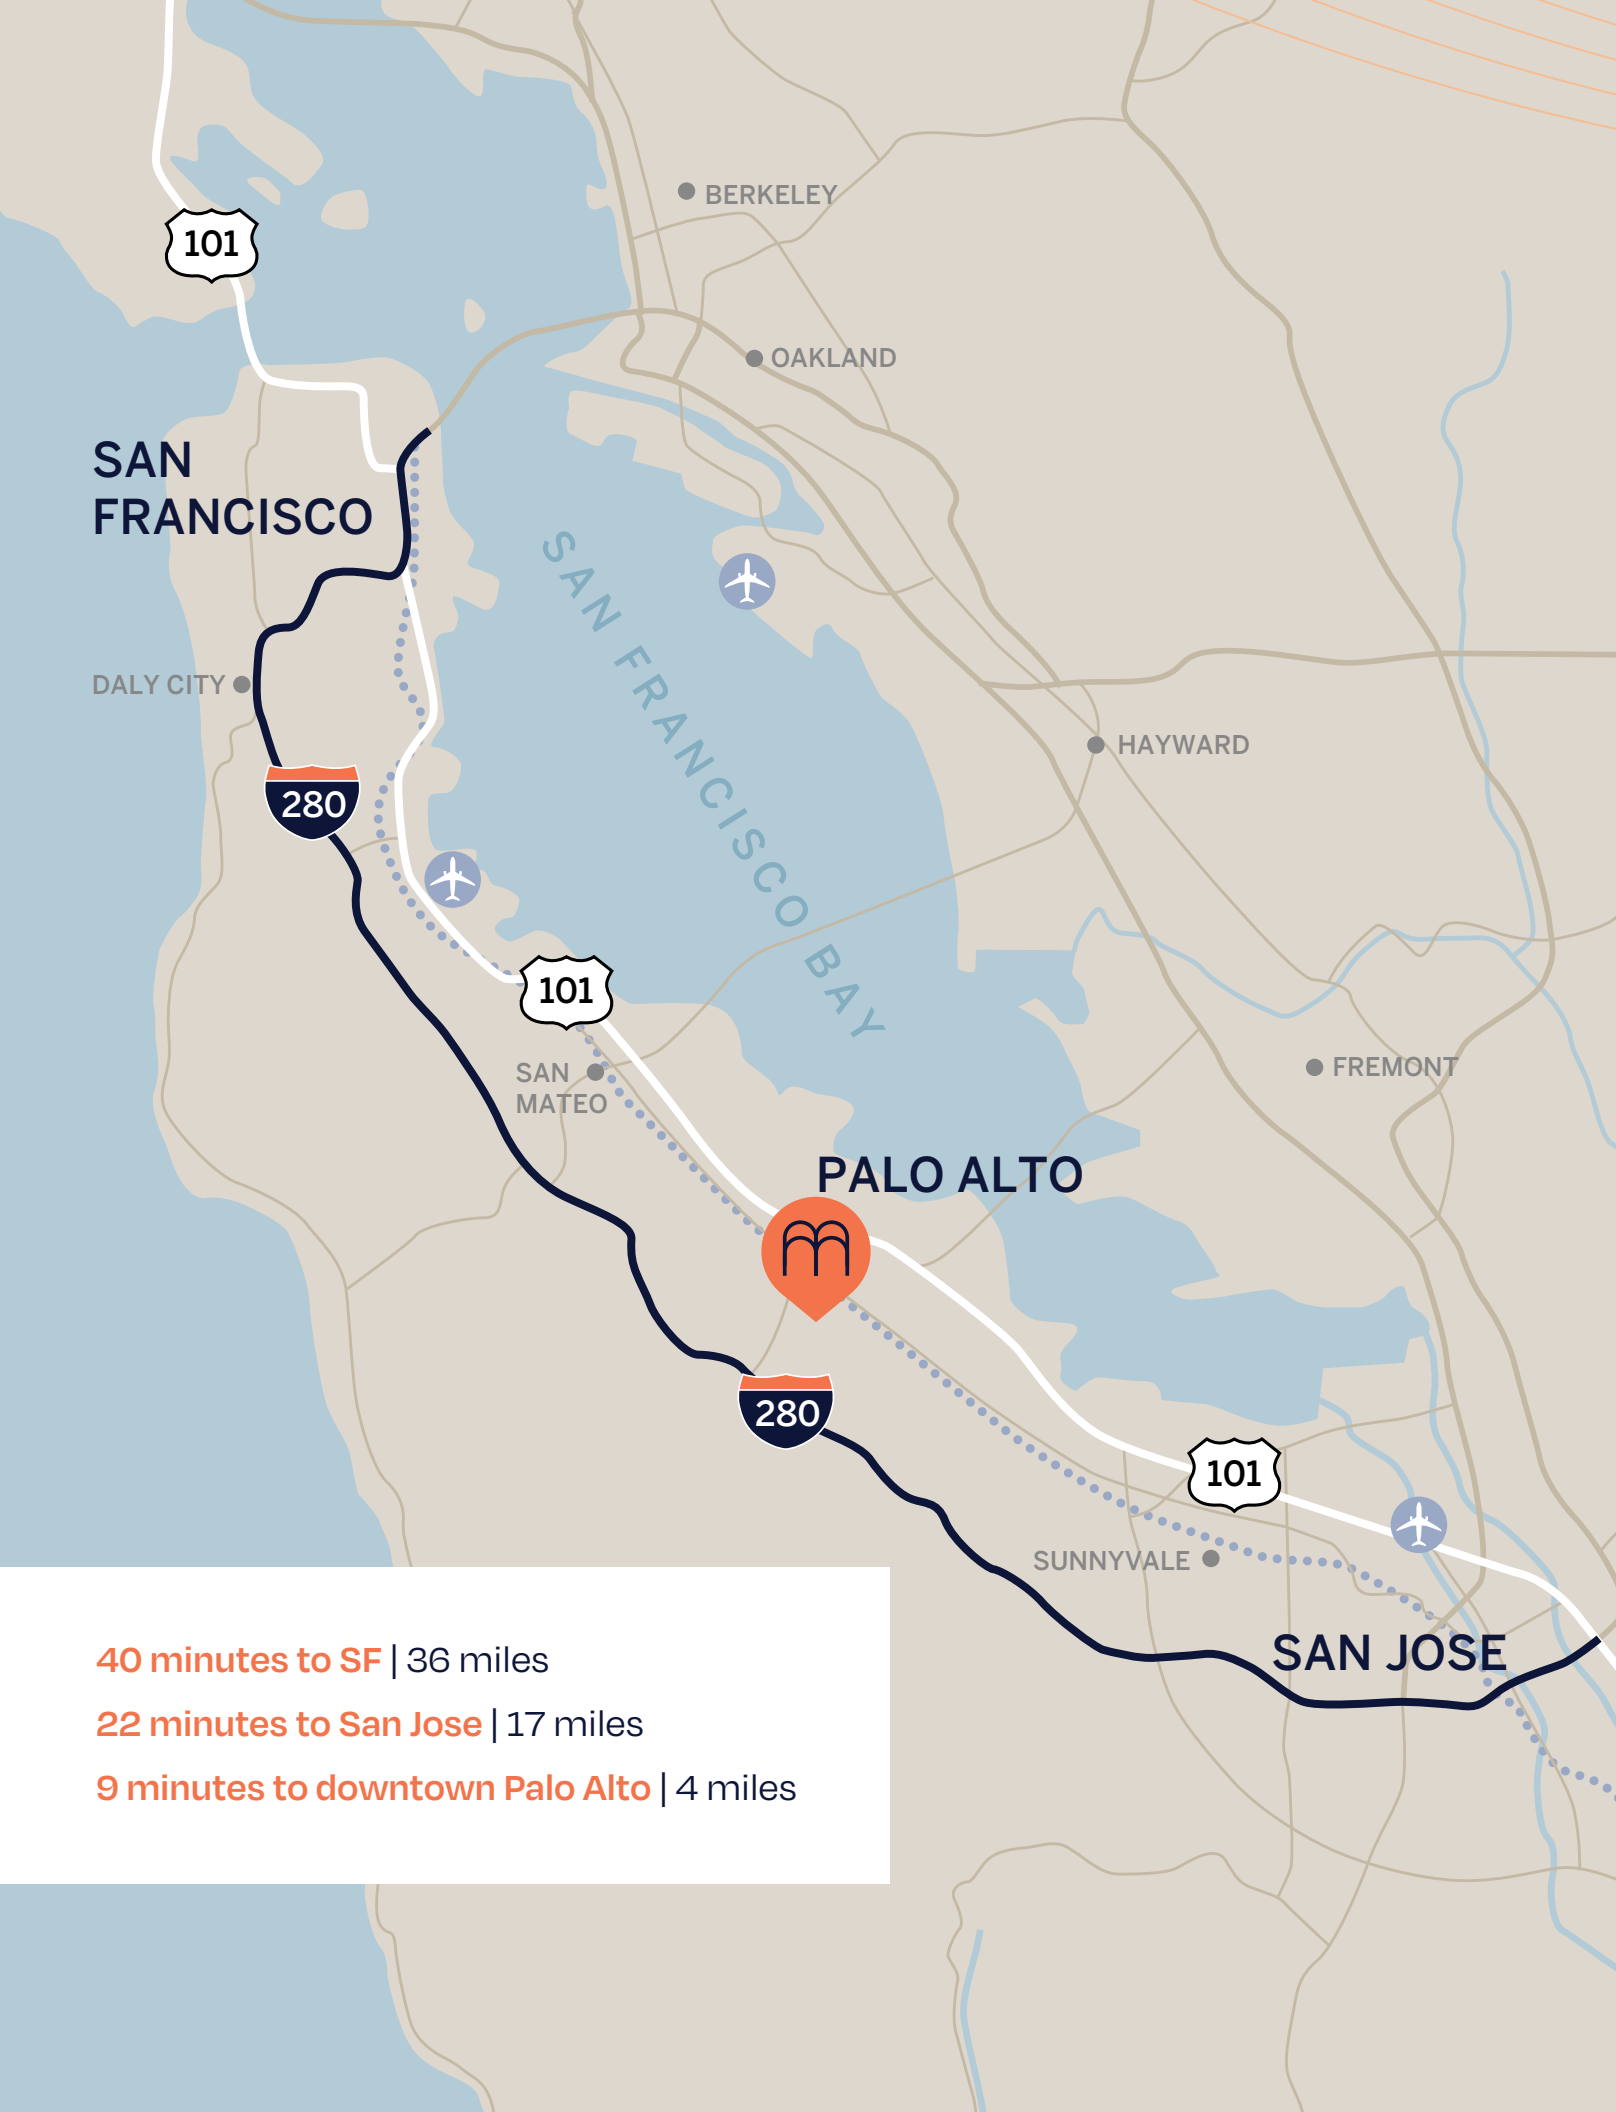 BERKELEY
101
OAKLAND
SAN
FRANCISCO
SAN FRANCISCO BAY
DALY CITY
HAYWARD
280
101
SAN
MATEO
FREMONT
PALO ALTO
280
101
SUNNYVALE
SAN JOSE
40 minutes to SF | 36 miles
22 minutes to San Jose | 17 miles
9 minutes to downtown Palo Alto | 4 miles